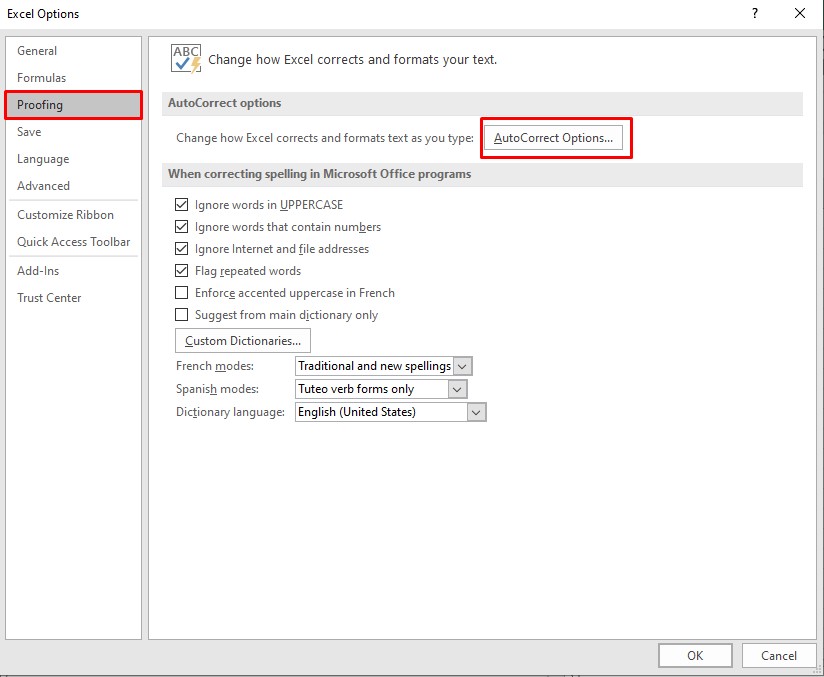 Excel Options
?
General
Formulas
Proofing
Save
Language
Advanced
Customize Ribbon
Quick Access Toolbar
Add-Ins
Trust Center
ABC
Change how Excel corrects and formats your text.
AutoCorrect options
Change how Excel corrects and formats text as you type: AutoCorrect Options...
When correcting spelling in Microsoft Office programs
Ignore words in UPPERCASE
Ignore words that contain numbers
Ignore Internet and file addresses
Flag repeated words
Enforce accented uppercase in French
Suggest from main dictionary only
Custom Dictionaries...
French modes: Traditional and new spellings
Spanish modes: Tuteo verb forms only
Dictionary language: English (United States)
OK Cancel